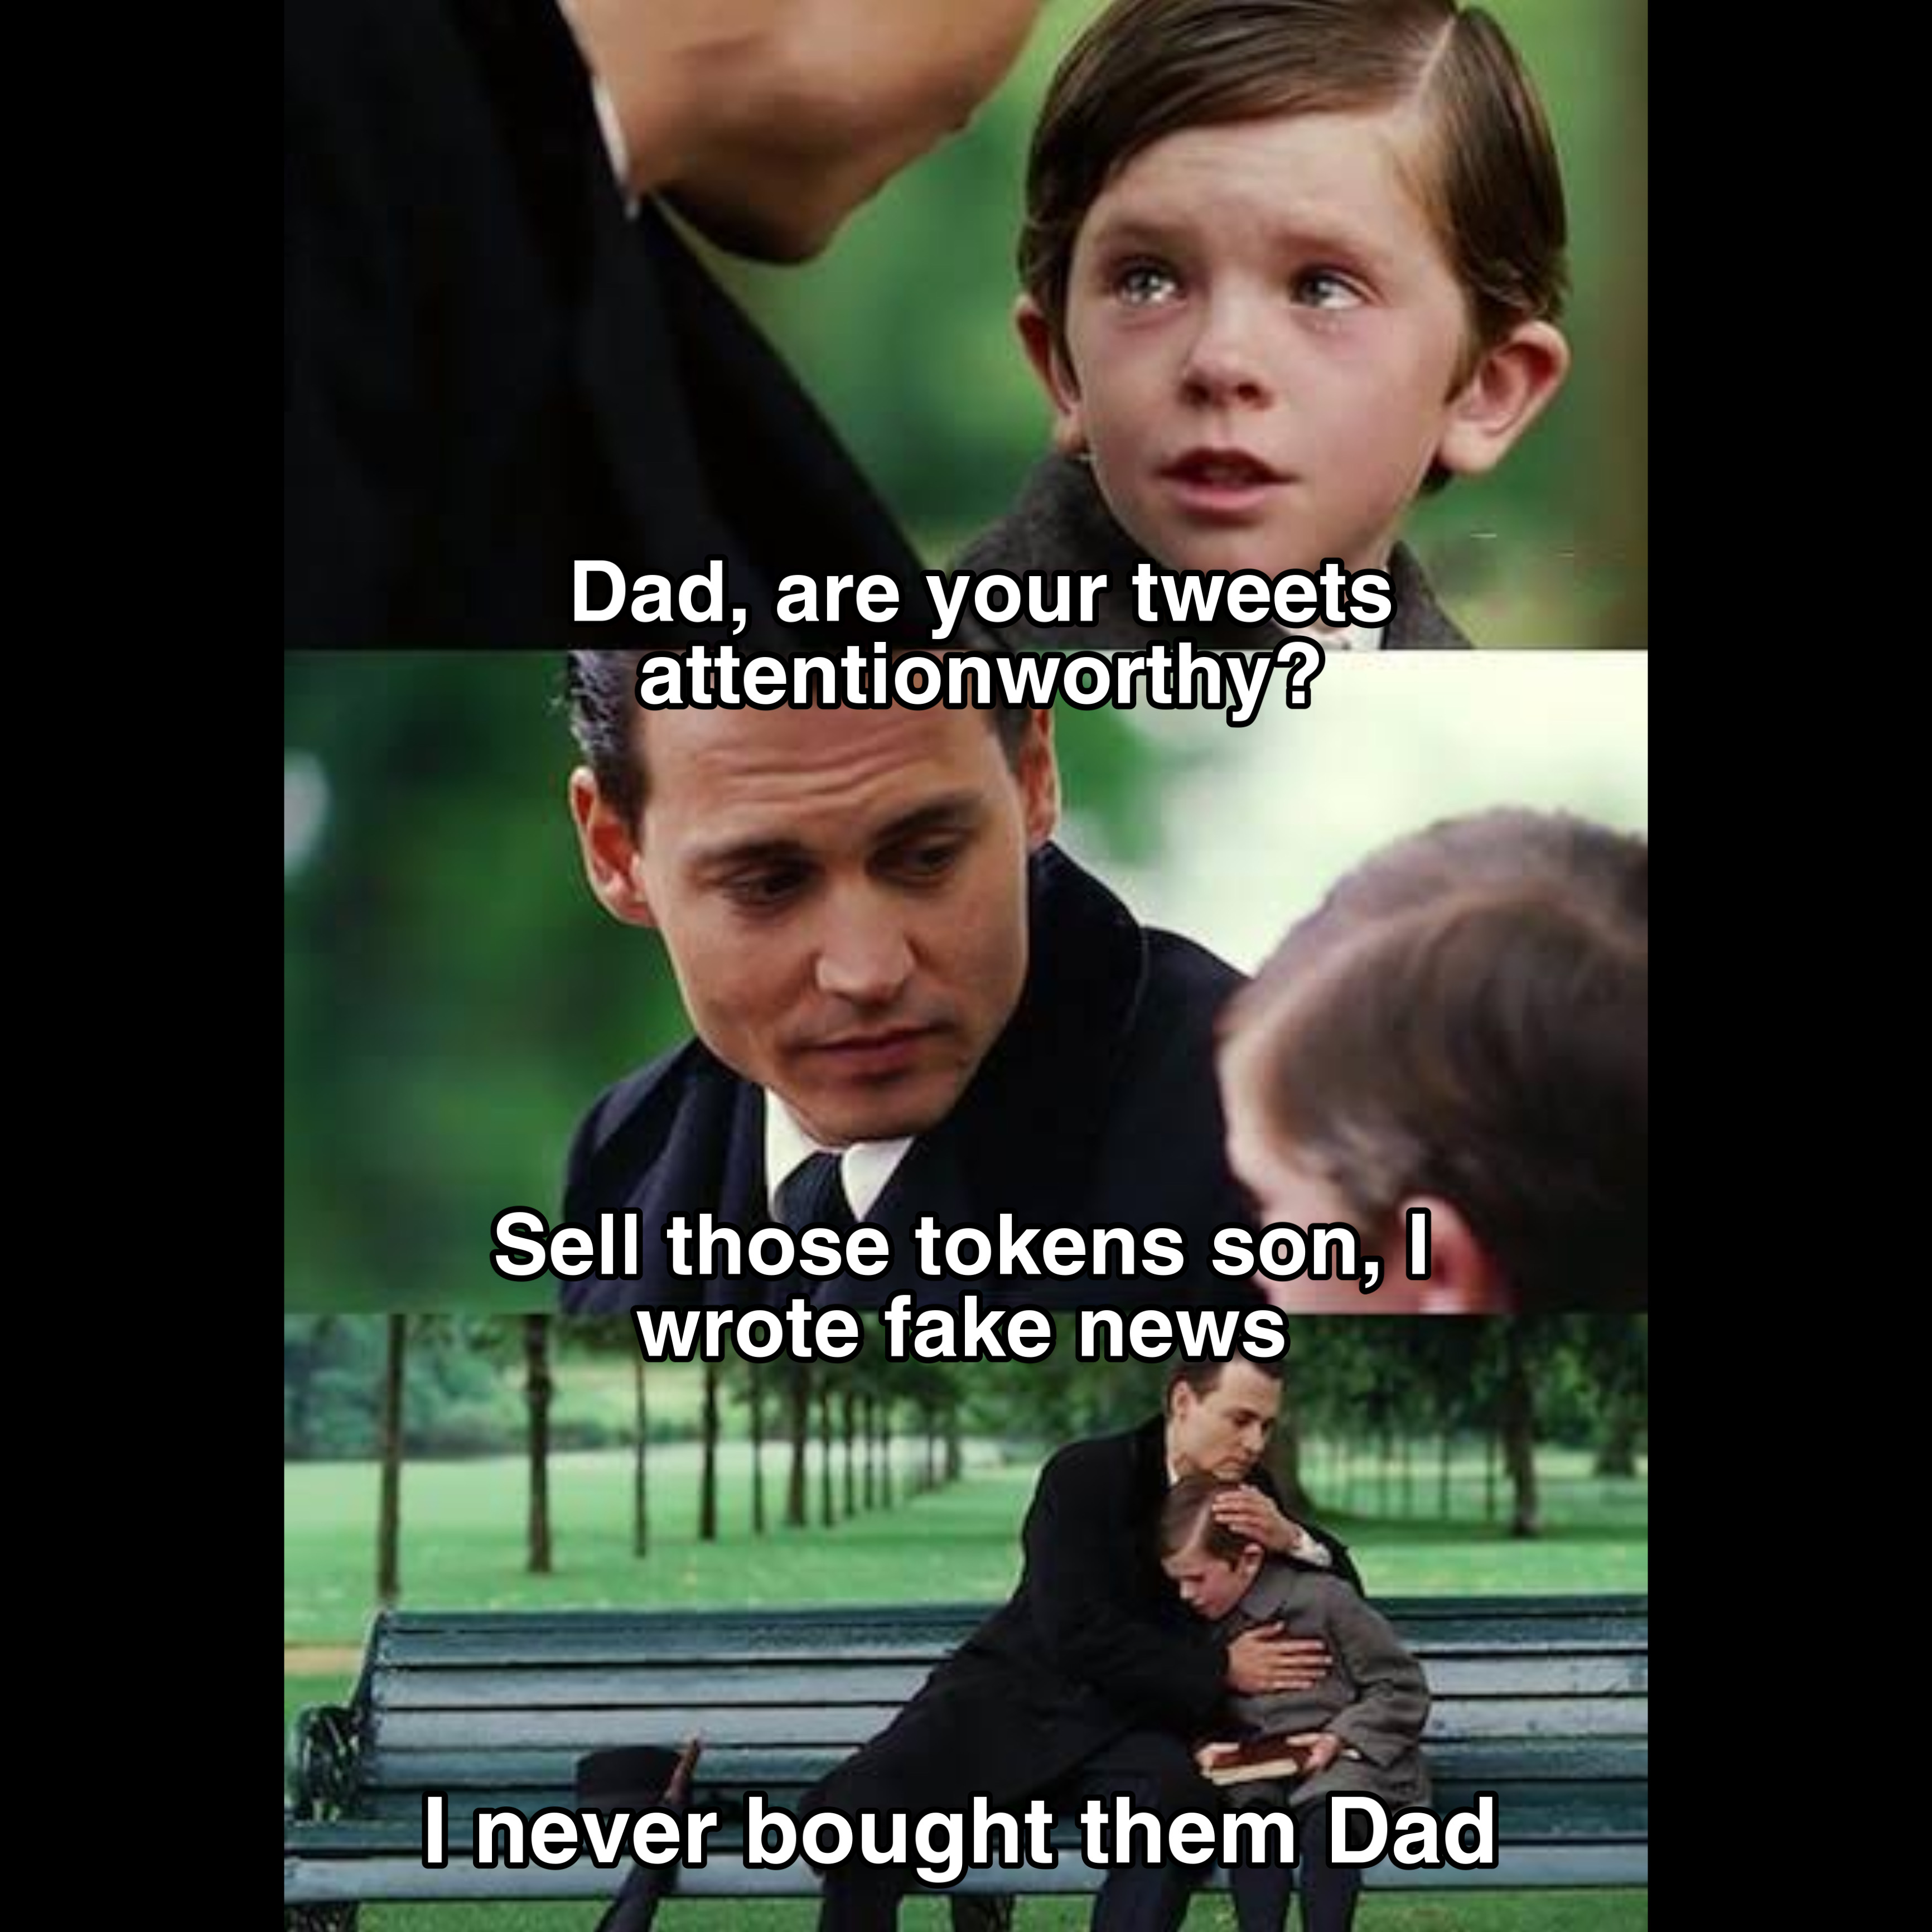 Dad, are your tweets
attentionworthy?
Sell those tokens son, I
wrote fake news
I never bought them Dad